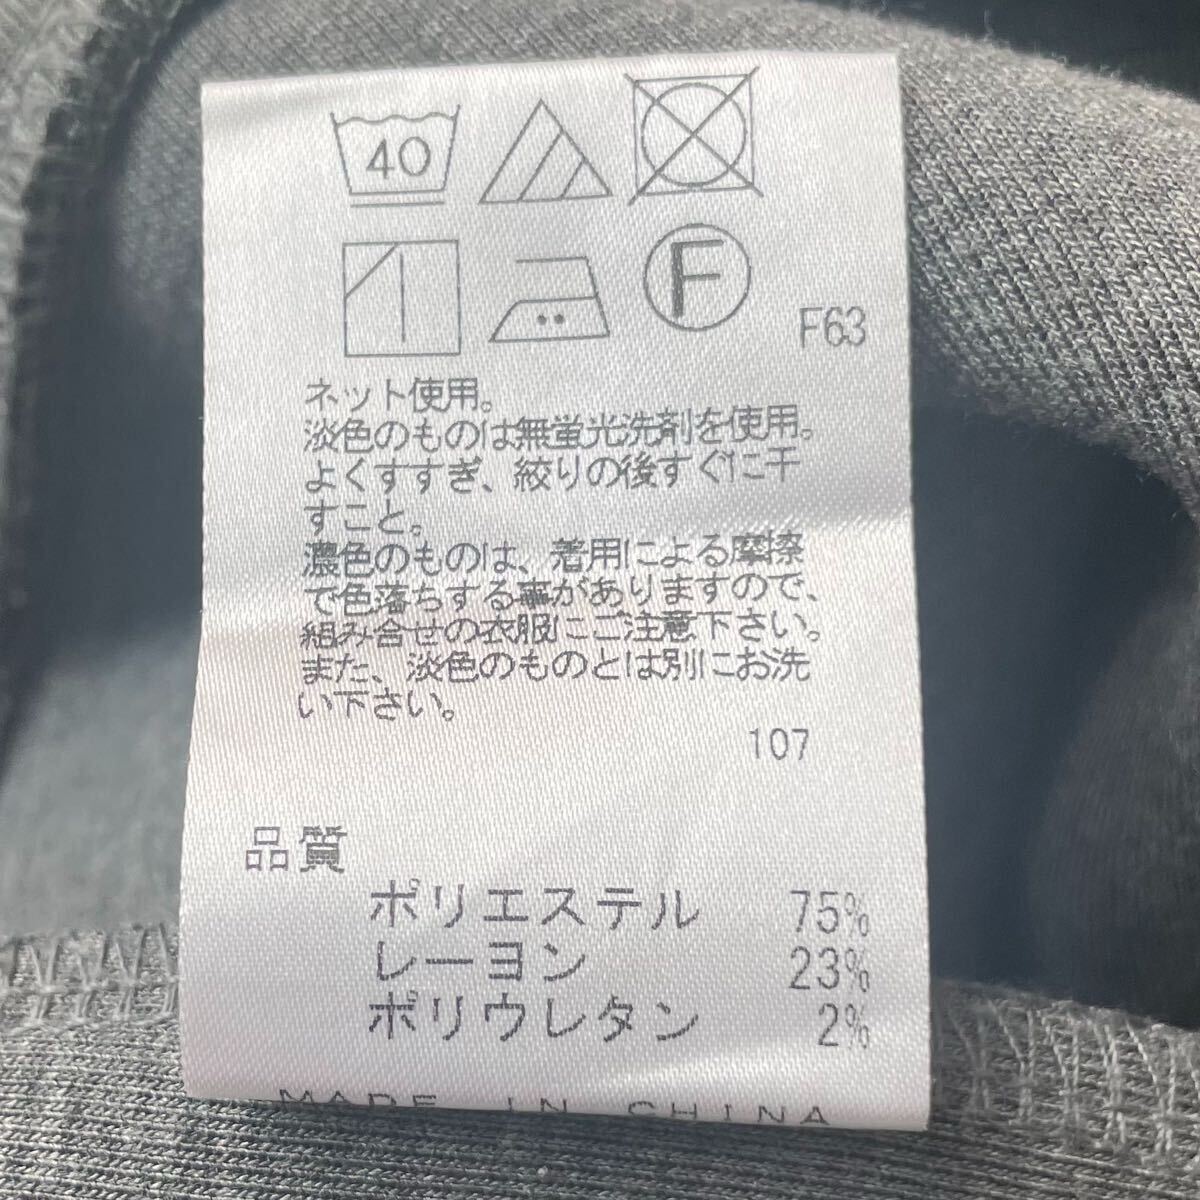 40
F
F63
ネット使用。
淡色のものは無蛍光洗剤を使用。
よくすすぎ、絞りの後すぐに干
すこと。
濃色のものは、着用による摩擦
で色落ちする事がありますので、
組み合せの衣服にご注意下さい。
また、淡色のものとは別にお洗
い下さい。
107
品質
ポリエステル 75%
レーヨン 23%
ポリウレタン 2%
MADE IN CHINA